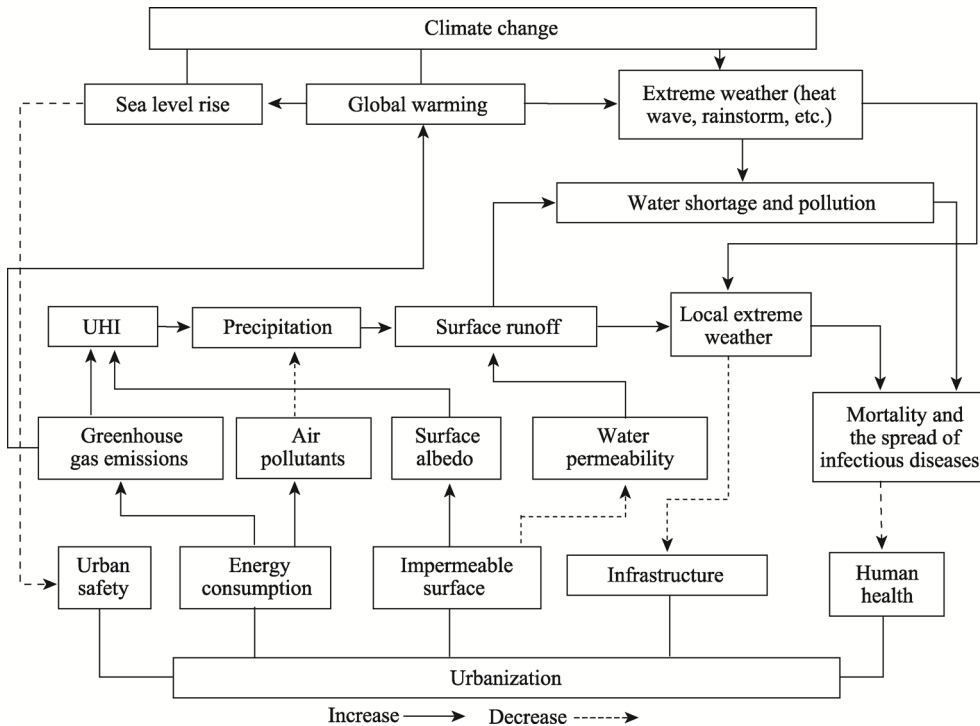 Climate change
Sea level rise
Global warming
Extreme weather (heat
wave, rainstorm, etc.)
Water shortage and pollution
UHI
Precipitation
Surface runoff
Local extreme
weather
Greenhouse
gas emissions
Air
pollutants
Surface
albedo
Water
permeability
Mortality and
the spread of
infectious diseases
Urban
safety
Energy
consumption
Impermeable
surface
Infrastructure
Human
health
Urbanization
Increase
Decrease